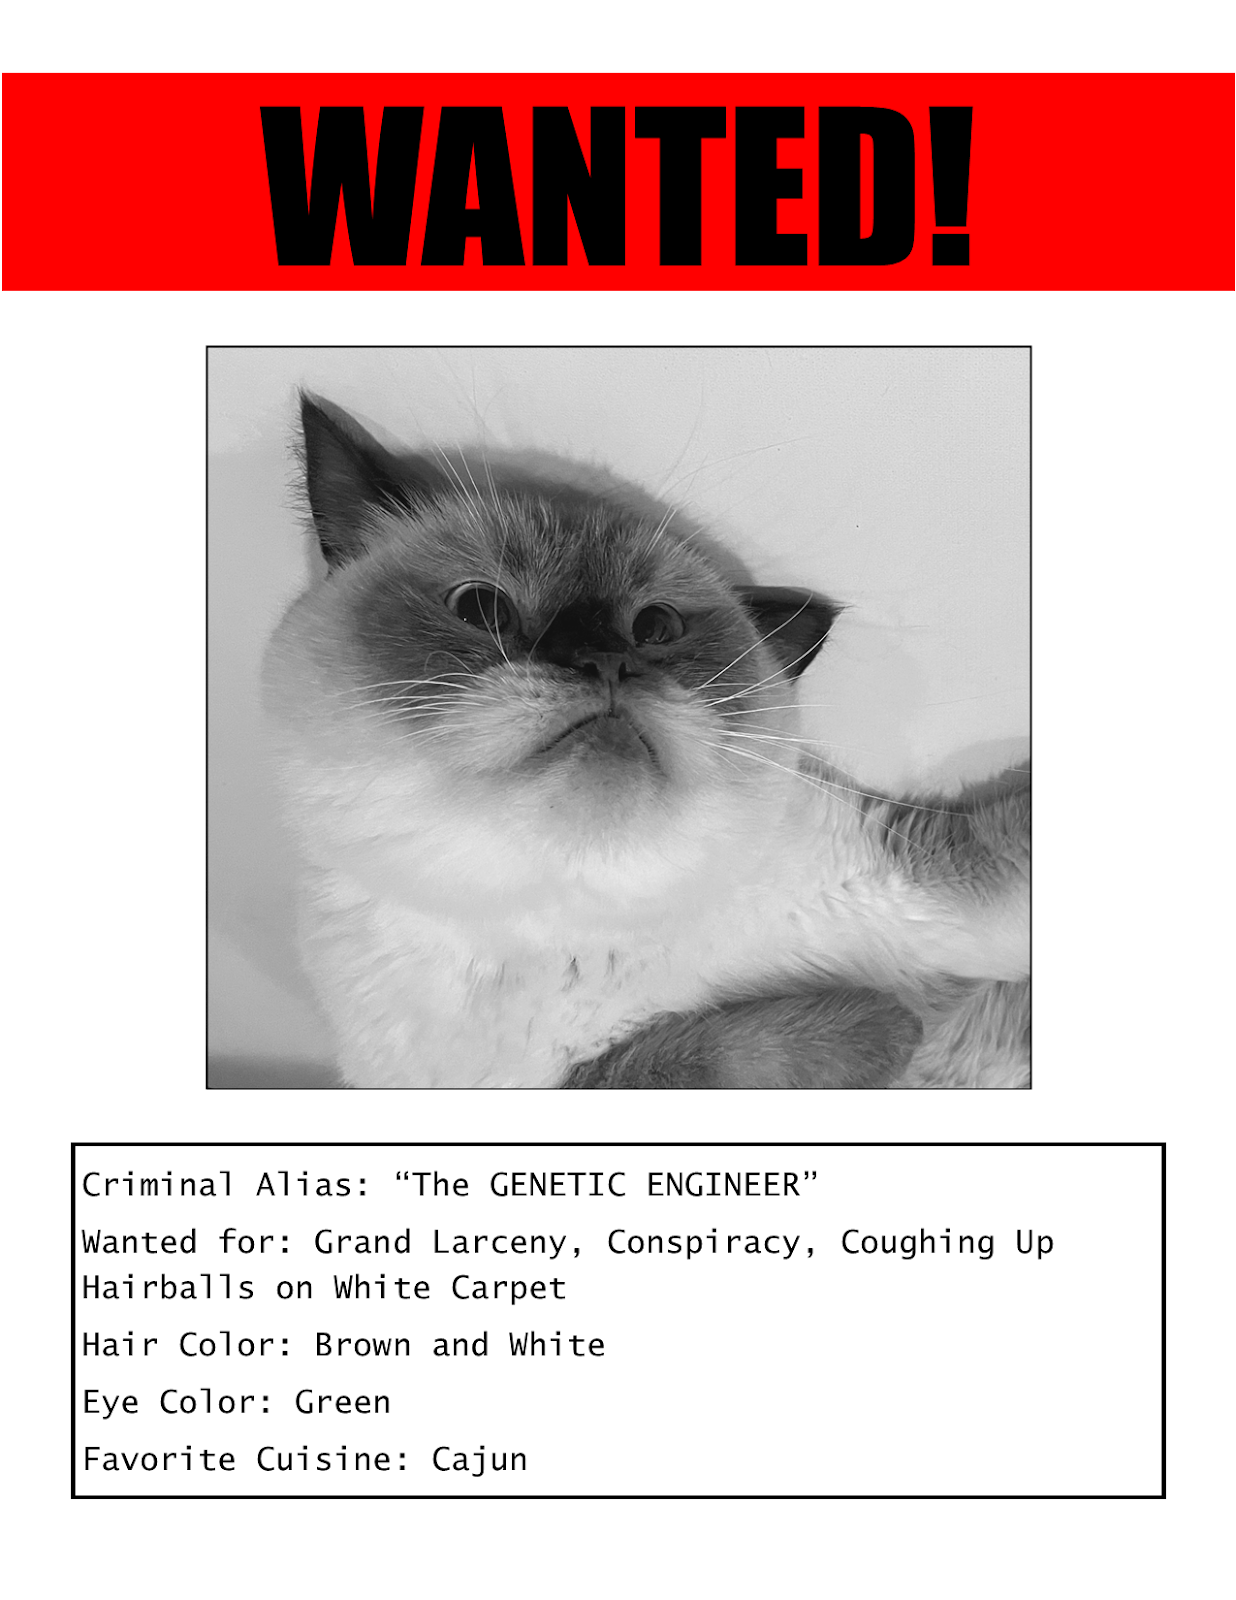 WANTED!
Criminal Alias: “The GENETIC ENGINEER”
Wanted for: Grand Larceny, Conspiracy, Coughing Up
Hairballs on White Carpet
Hair Color: Brown and White
Eye Color: Green
Favorite Cuisine: Cajun